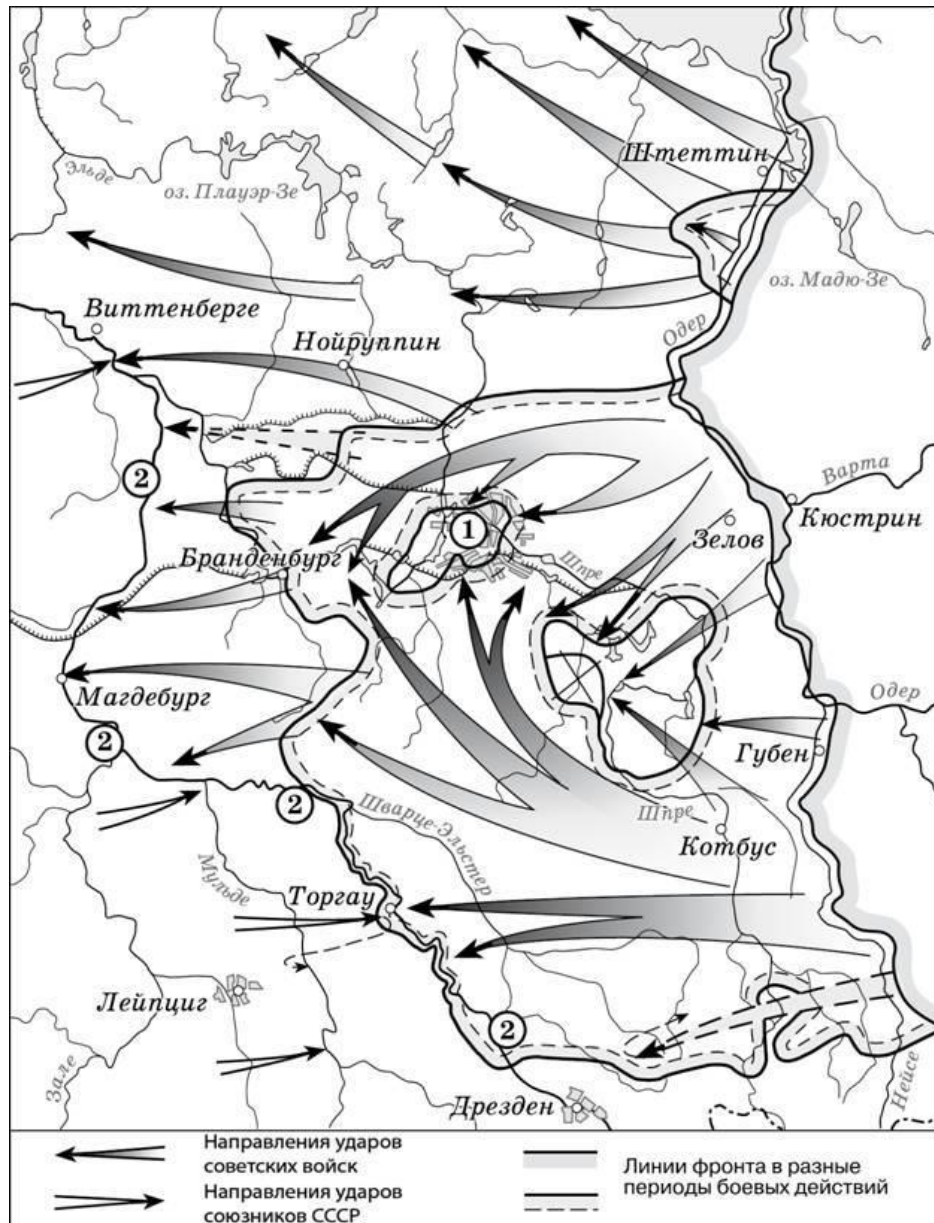 Штеттин
Эльде
оз. Плауэр-Зе
оз. Мадю-Зе
Виттенберге
Одер
Нойруппин
2
Варта
Кюстрин
1
Зелов
Бранденбург
Шпре
Магдебург
Одер
2
Губен
2
Шварце-Эльстер
Шпре
Котбус
Мульде
Торгау
Лейпциг
2
Заале
Дрезден
Нейсе
Направления ударов
советских войск
Направления ударов
союзников СССР
Линии фронта в разные
периоды боевых действий